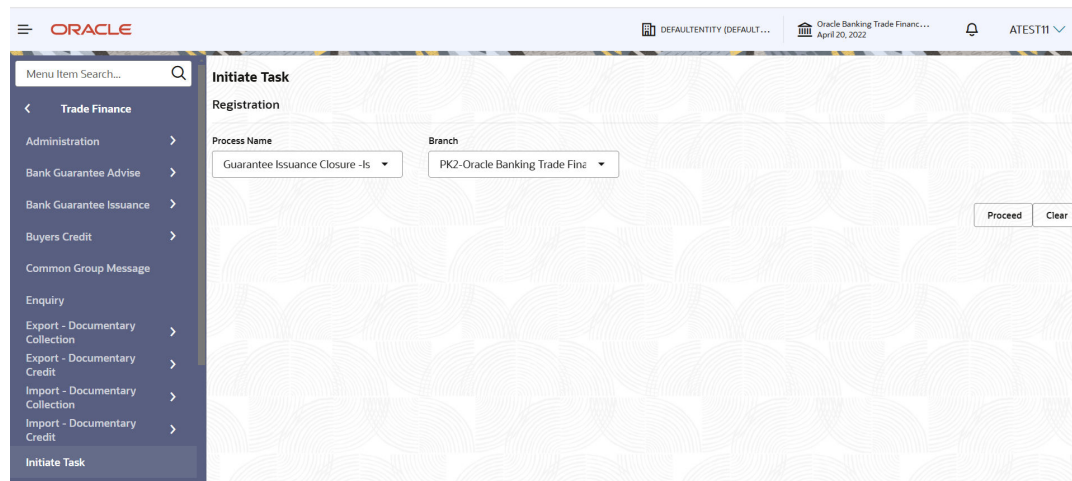 ORACLE
DEFAULTENTITY (DEFAULT...
Oracle Banking Trade Financ...
April 20, 2022
ATEST11
Menu Item Search...
Trade Finance
Administration
Bank Guarantee Advise
Bank Guarantee Issuance
Buyers Credit
Common Group Message
Enquiry
Export - Documentary
Collection
Export - Documentary
Credit
Import - Documentary
Collection
Import - Documentary
Credit
Initiate Task
Initiate Task
Registration
Process Name
Branch
Guarantee Issuance Closure -Is
PK2-Oracle Banking Trade Fina
Proceed
Clear